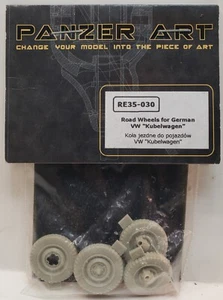 PANZER ART
CHANGE YOUR MODEL INTO THE PIECE OF ART
RE35-030
Road Wheels for German
VW "Kubelwagen"
Koła jezdne do pojazdów
VW "Kubelwagen"